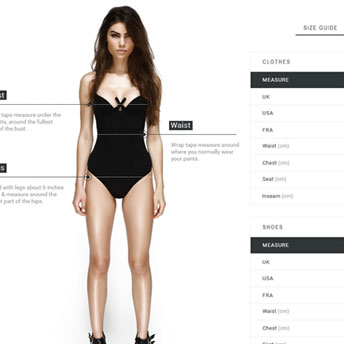 SIZE GUIDE
CLOTHES
MEASURE
UK
USA
FRA
Waist (cm)
Chest (cm)
Seat (cm)
Inseam (cm)
SHOES
MEASURE
UK
USA
FRA
Waist (cm)
Chest (cm)
Seat (cm)
st
tape measure under the
around the fullest
of the bust.
Waist
Wrap tape measure around
where you normally wear
your pants.
with legs about 6 inches
& measure around the
part of the hips.